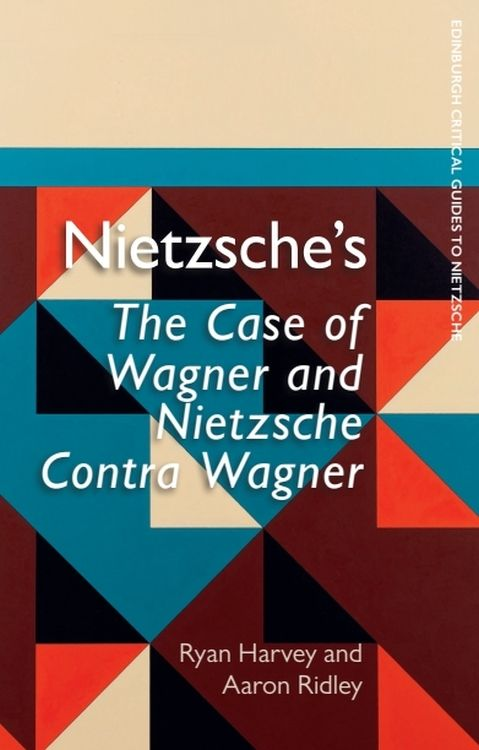 EDINBURGH CRITICAL GUIDES TO NIETZSCHE
Nietzsche's
The Case of
Wagner and
Nietzsche
Contra Wagner
Ryan Harvey and
Aaron Ridley